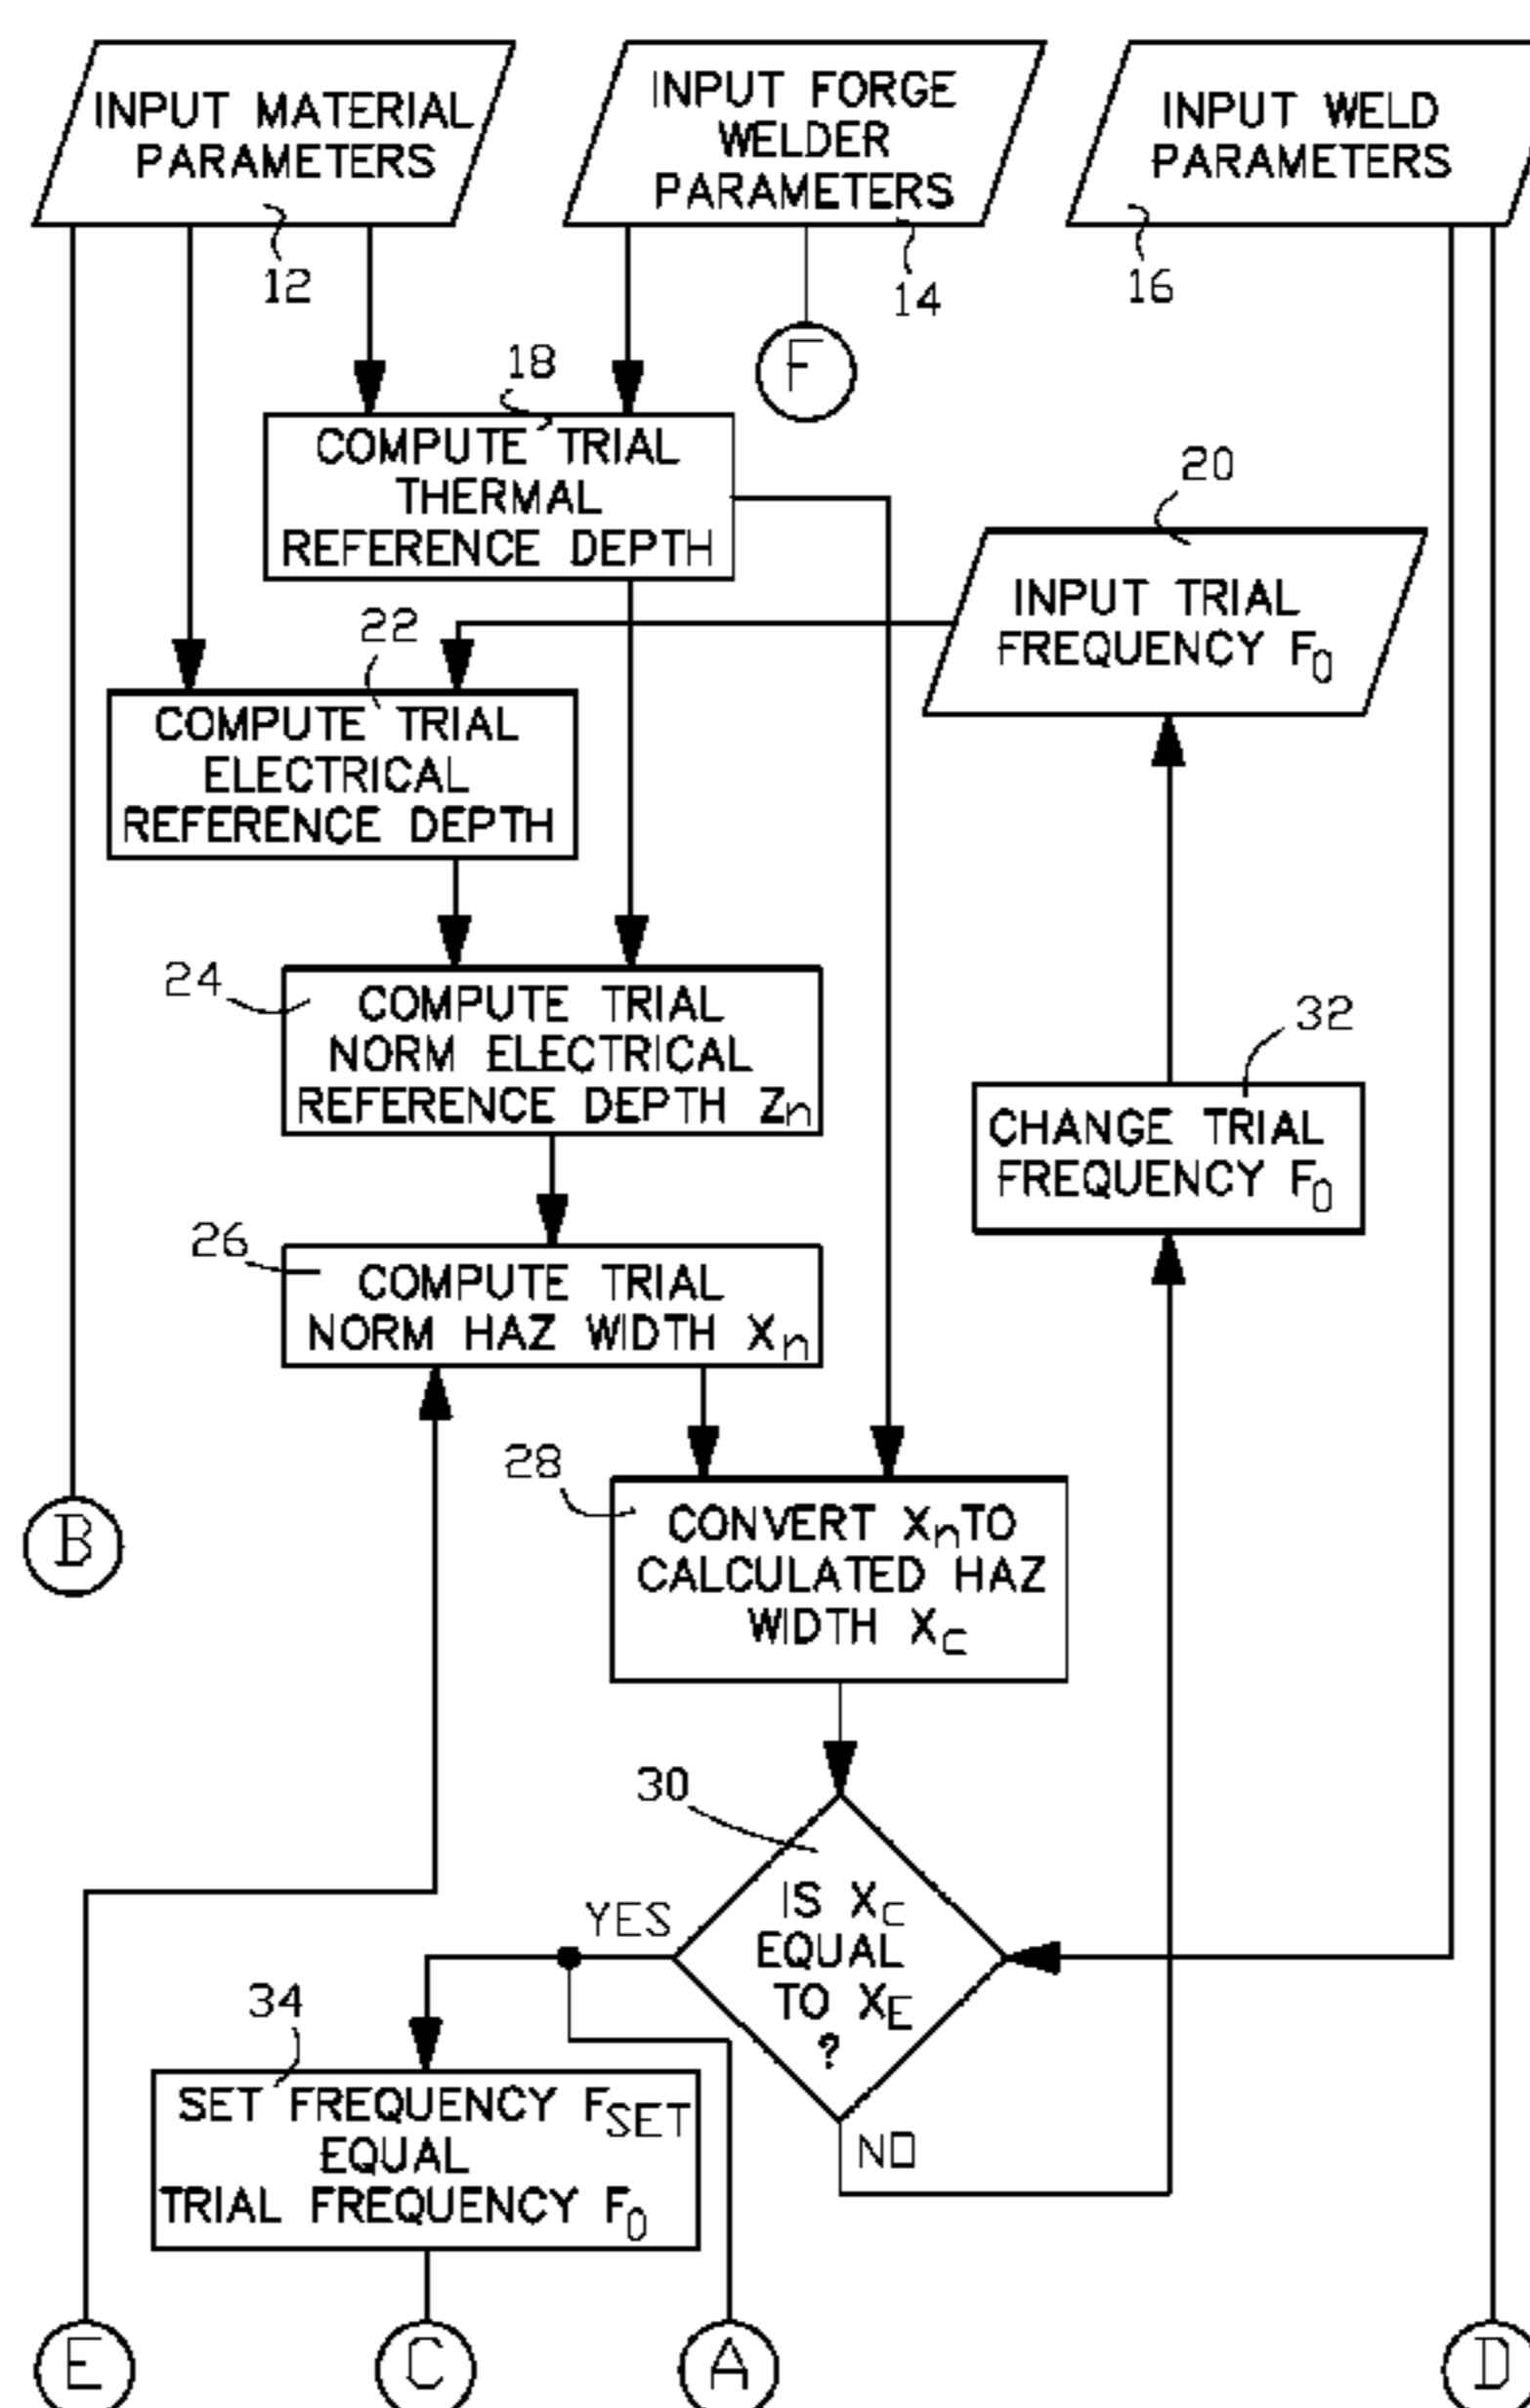 INPUT MATERIAL
PARAMETERS
12
INPUT FORGE
WELDER
PARAMETERS
14
INPUT WELD
PARAMETERS
16
F
18
COMPUTE TRIAL
THERMAL
REFERENCE DEPTH
20
INPUT TRIAL
FREQUENCY F0
22
COMPUTE TRIAL
ELECTRICAL
REFERENCE DEPTH
24
COMPUTE TRIAL
NORM ELECTRICAL
REFERENCE DEPTH Zn
32
CHANGE TRIAL
FREQUENCY F0
26
COMPUTE TRIAL
NORM HAZ WIDTH Xn
28
CONVERT Xn TO
CALCULATED HAZ
WIDTH Xc
B
30
IS Xc
EQUAL
TO XE
?
YES
NO
34
SET FREQUENCY FSET
EQUAL
TRIAL FREQUENCY F0
E
C
A
D